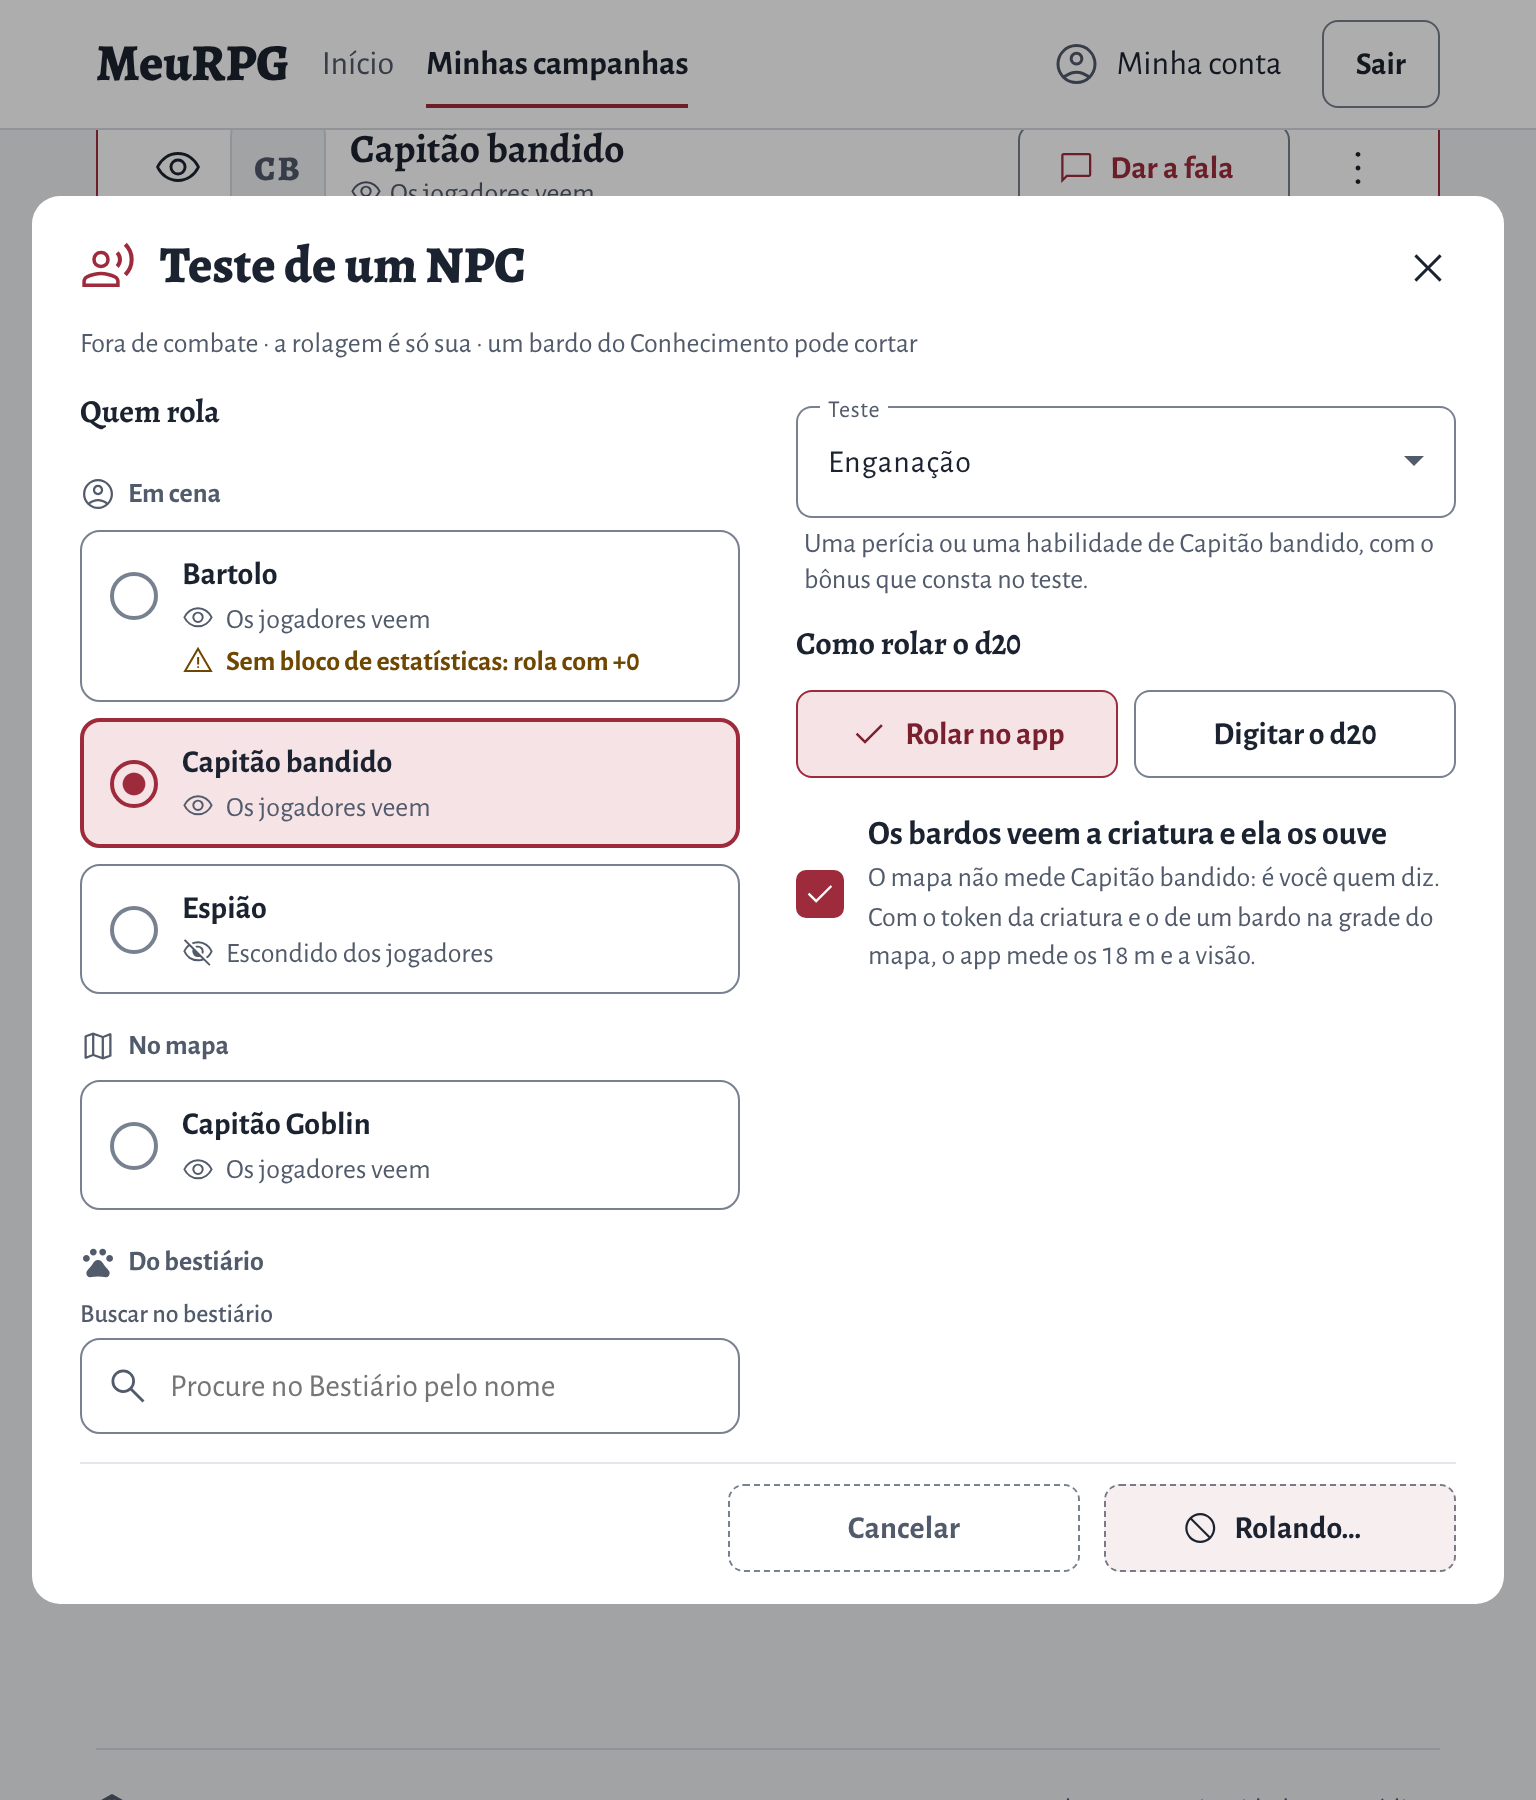 MeuRPG
Início
Minhas campanhas
Minha conta
Sair
CB
Capitão bandido
Os jogadores veem
Dar a fala
Teste de um NPC
Fora de combate · a rolagem é só sua · um bardo do Conhecimento pode cortar
Quem rola
Em cena
Bartolo
Os jogadores veem
Sem bloco de estatísticas: rola com +0
Capitão bandido
Os jogadores veem
Espião
Escondido dos jogadores
No mapa
Capitão Goblin
Os jogadores veem
Do bestiário
Buscar no bestiário
Procure no Bestiário pelo nome
Teste
Enganação
Uma perícia ou uma habilidade de Capitão bandido, com o
bônus que consta no teste.
Como rolar o d20
Rolar no app
Digitar o d20
Os bardos veem a criatura e ela os ouve
O mapa não mede Capitão bandido: é você quem diz.
Com o token da criatura e o de um bardo na grade do
mapa, o app mede os 18 m e a visão.
Cancelar
Rolando...